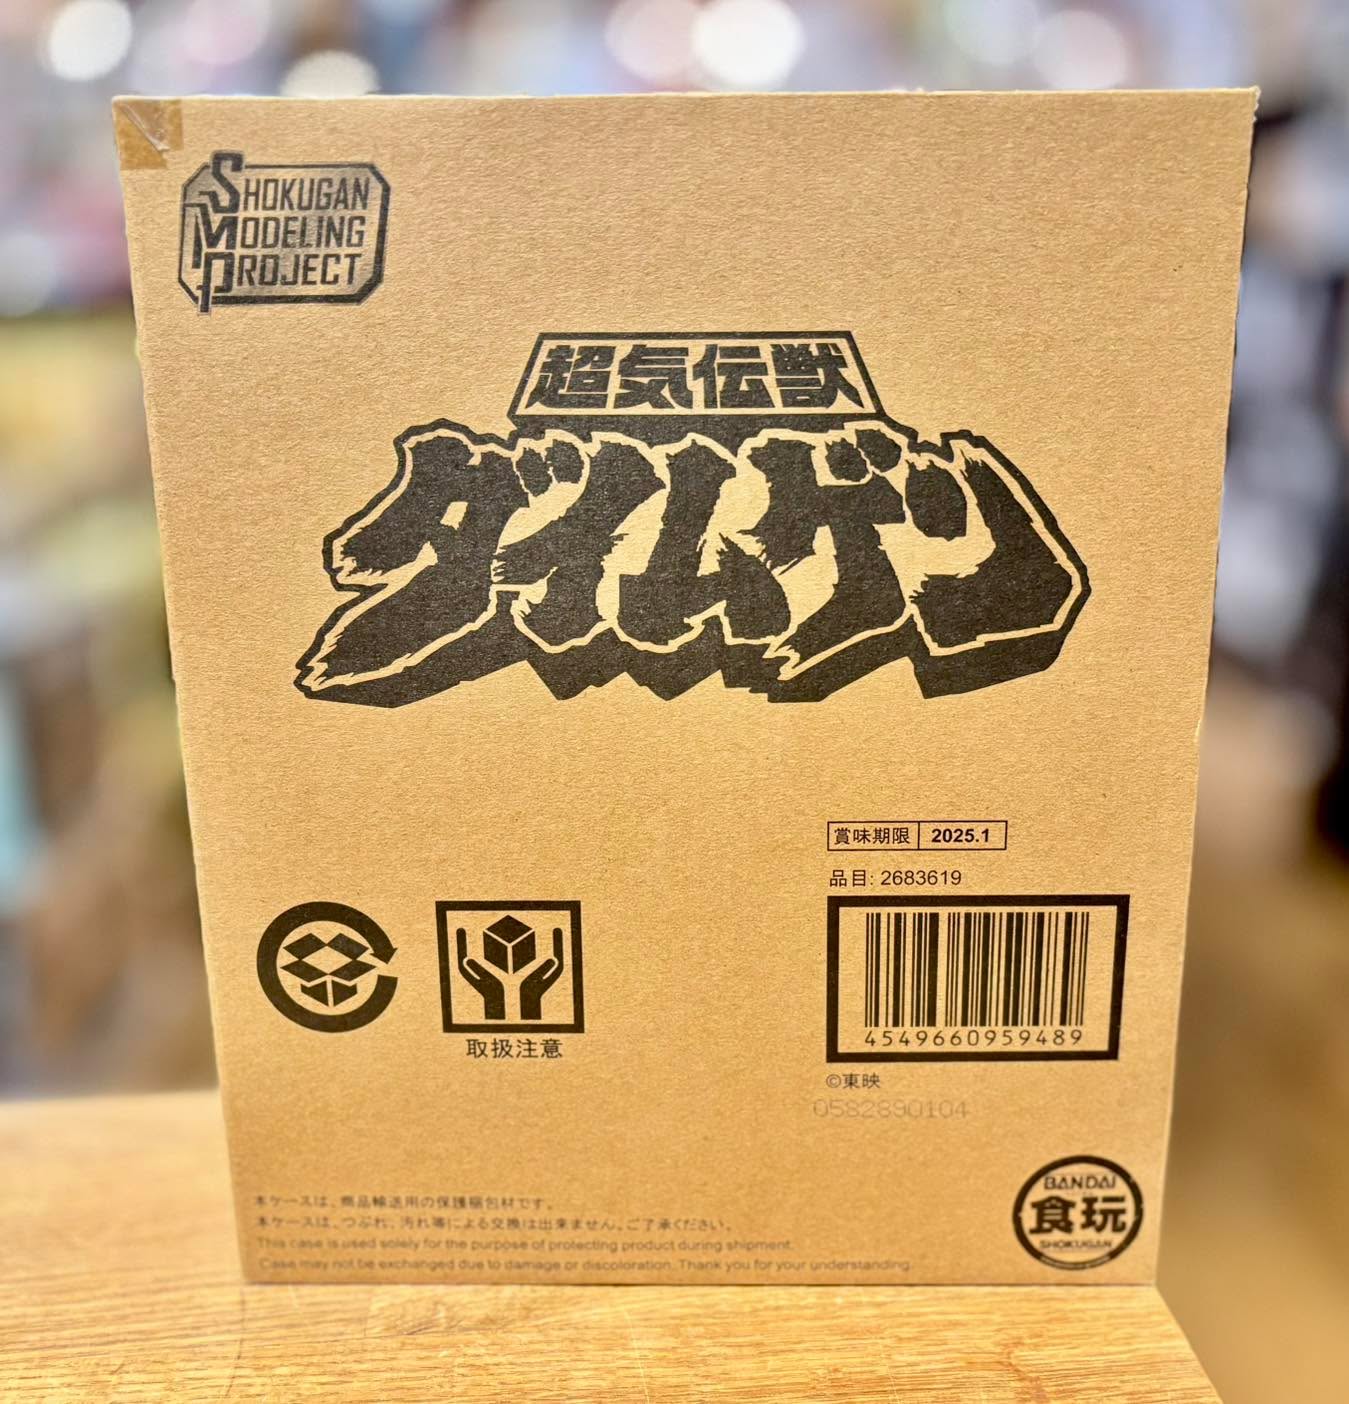 SHOKUGAN
MODELING
PROJECT
超気伝獣
ダイムゲン
賞味期限 2025.1
品目: 2683619
4549660959489
©東映
0582890104
取扱注意
本ケースは、商品輸送用の保護梱包材です。
本ケースは、つぶれ、汚れ等による交換は出来ません。ご了承ください。
This case is used solely for the purpose of protecting product during shipment.
Case may not be exchanged due to damage or discoloration. Thank you for your understanding.
BANDAI
食玩
SHOKUGAN